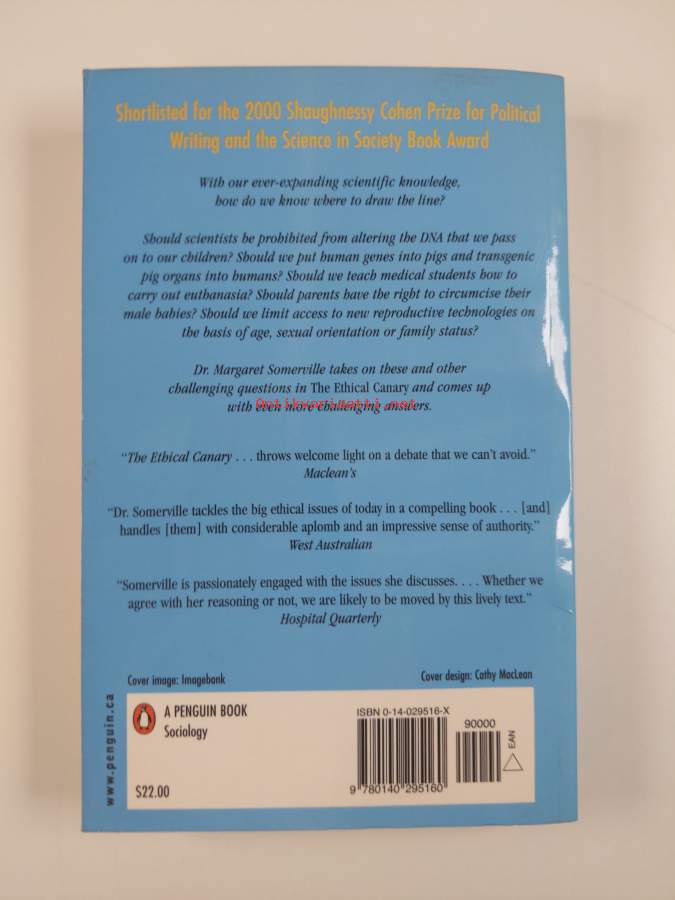 Shortlisted for the 2000 Shaughnessy Cohen Prize for Political
Writing and the Science in Society Book Award
With our ever-expanding scientific knowledge,
how do we know where to draw the line?
Should scientists be prohibited from altering the DNA that we pass
on to our children? Should we put human genes into pigs and transgenic
pig organs into humans? Should we teach medical students how to
carry out euthanasia? Should parents have the right to circumcise their
male babies? Should we limit access to new reproductive technologies on
the basis of age, sexual orientation or family status?
Dr. Margaret Somerville takes on these and other
challenging questions in The Ethical Canary and comes up
with even more challenging answers.
Antikvariaatti.net
"The Ethical Canary . . . throws welcome light on a debate that we can't avoid."
Maclean's
"Dr. Somerville tackles the big ethical issues of today in a compelling book . . . [and]
handles [them] with considerable aplomb and an impressive sense of authority."
West Australian
"Somerville is passionately engaged with the issues she discusses. . . . Whether we
agree with her reasoning or not, we are likely to be moved by this lively text."
Hospital Quarterly
Cover image: Imagebank
Cover design: Cathy MacLean
www.penguin.ca
A PENGUIN BOOK
Sociology
$22.00
ISBN 0-14-029516-X
90000
EAN
9 780140 295160